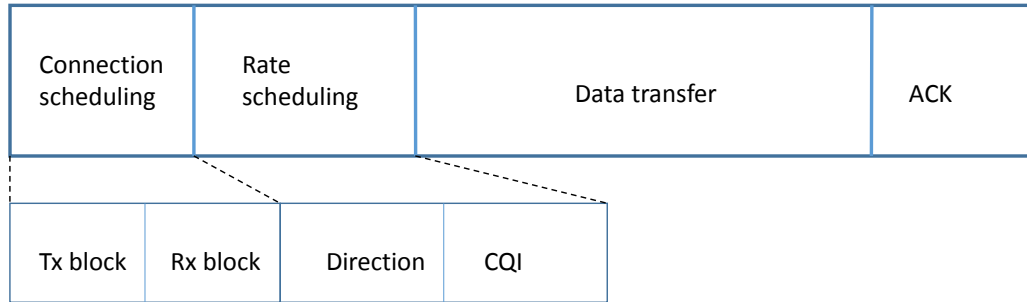 Connection
scheduling
Rate
scheduling
Data transfer
ACK
Tx block
Rx block
Direction
CQI